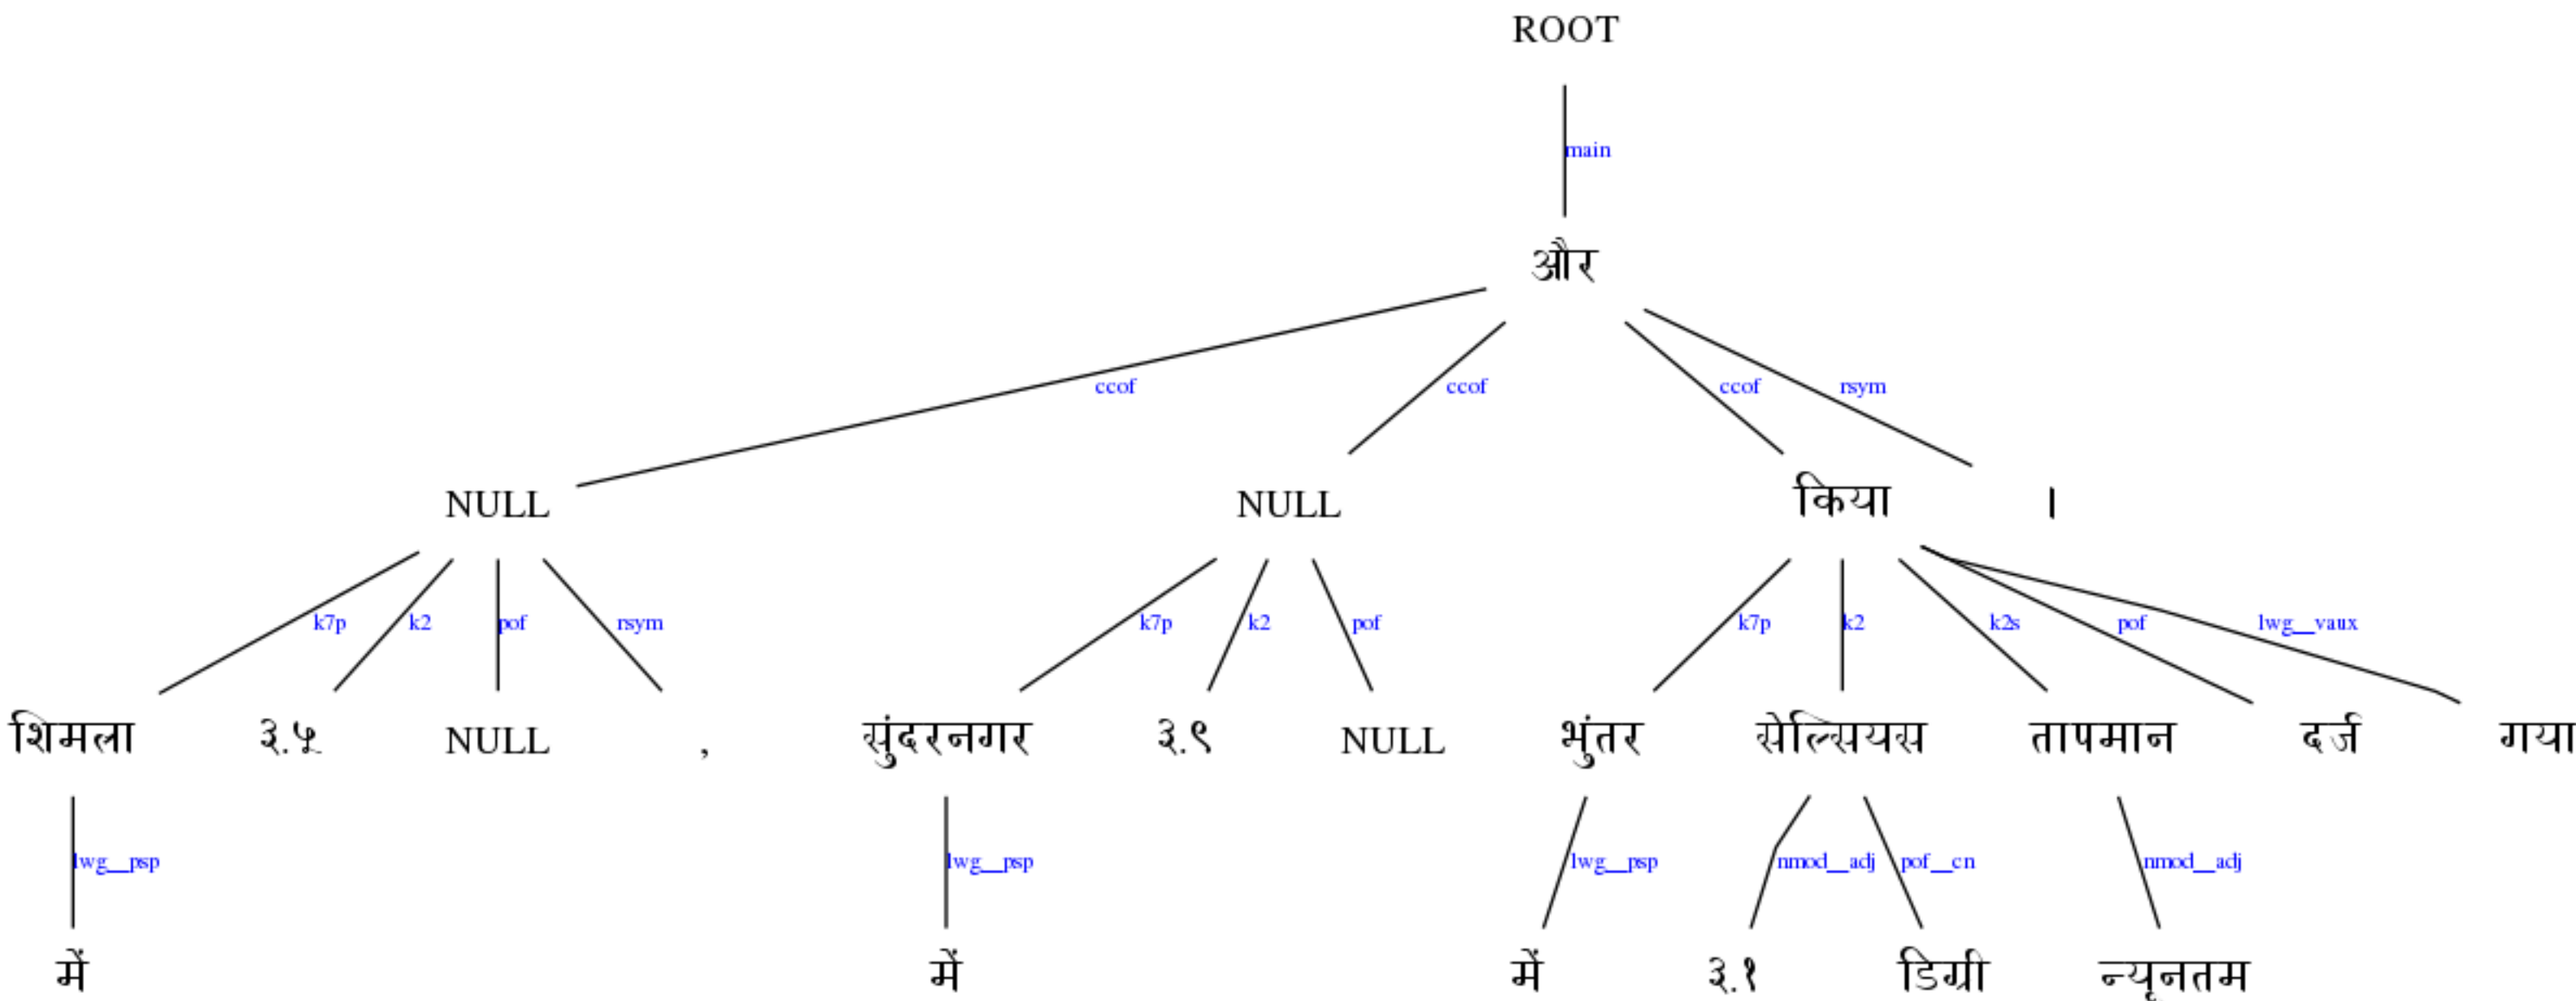 ROOT
main
और
ccof ccof ccof rsym
NULL NULL किया ।
k7p k2 pof rsym k7p k2 pof k7p k2 k2s pof lwg__vaux
शिमला ३.५ NULL , सुंदरनगर ३.९ NULL भुंतर सेल्सियस तापमान दर्ज गया
lwg__psp lwg__psp lwg__psp nmod__adj pof__cn nmod__adj
में में में ३.१ डिग्री न्यूनतम